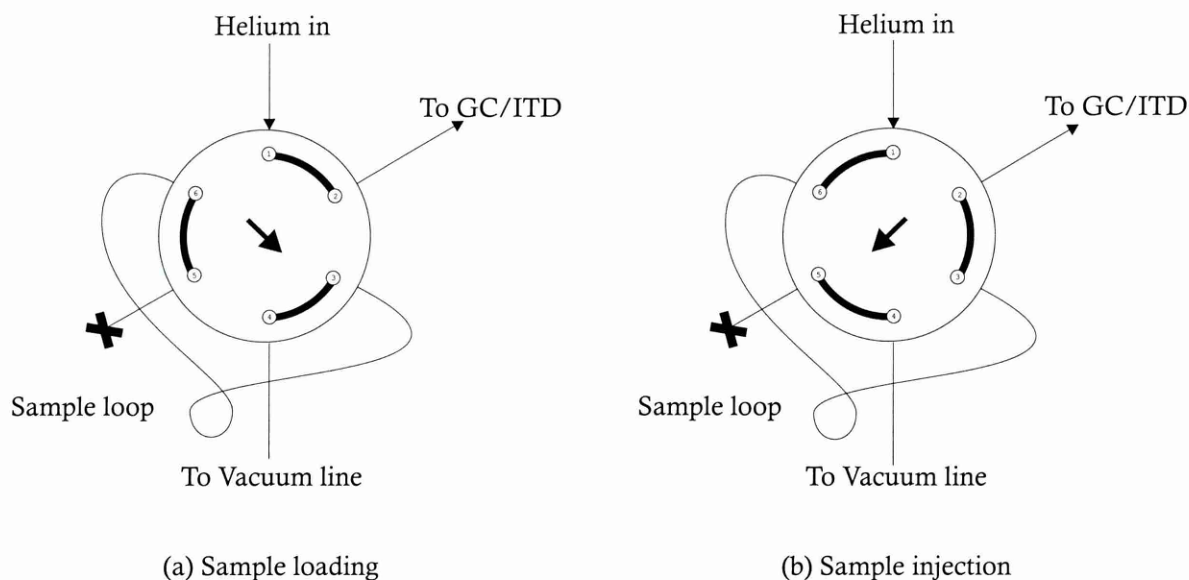 Helium in
To GC/ITD
1
2
6
5
3
4
Sample loop
To Vacuum line
(a) Sample loading
Helium in
To GC/ITD
1
6
2
5
3
4
Sample loop
To Vacuum line
(b) Sample injection